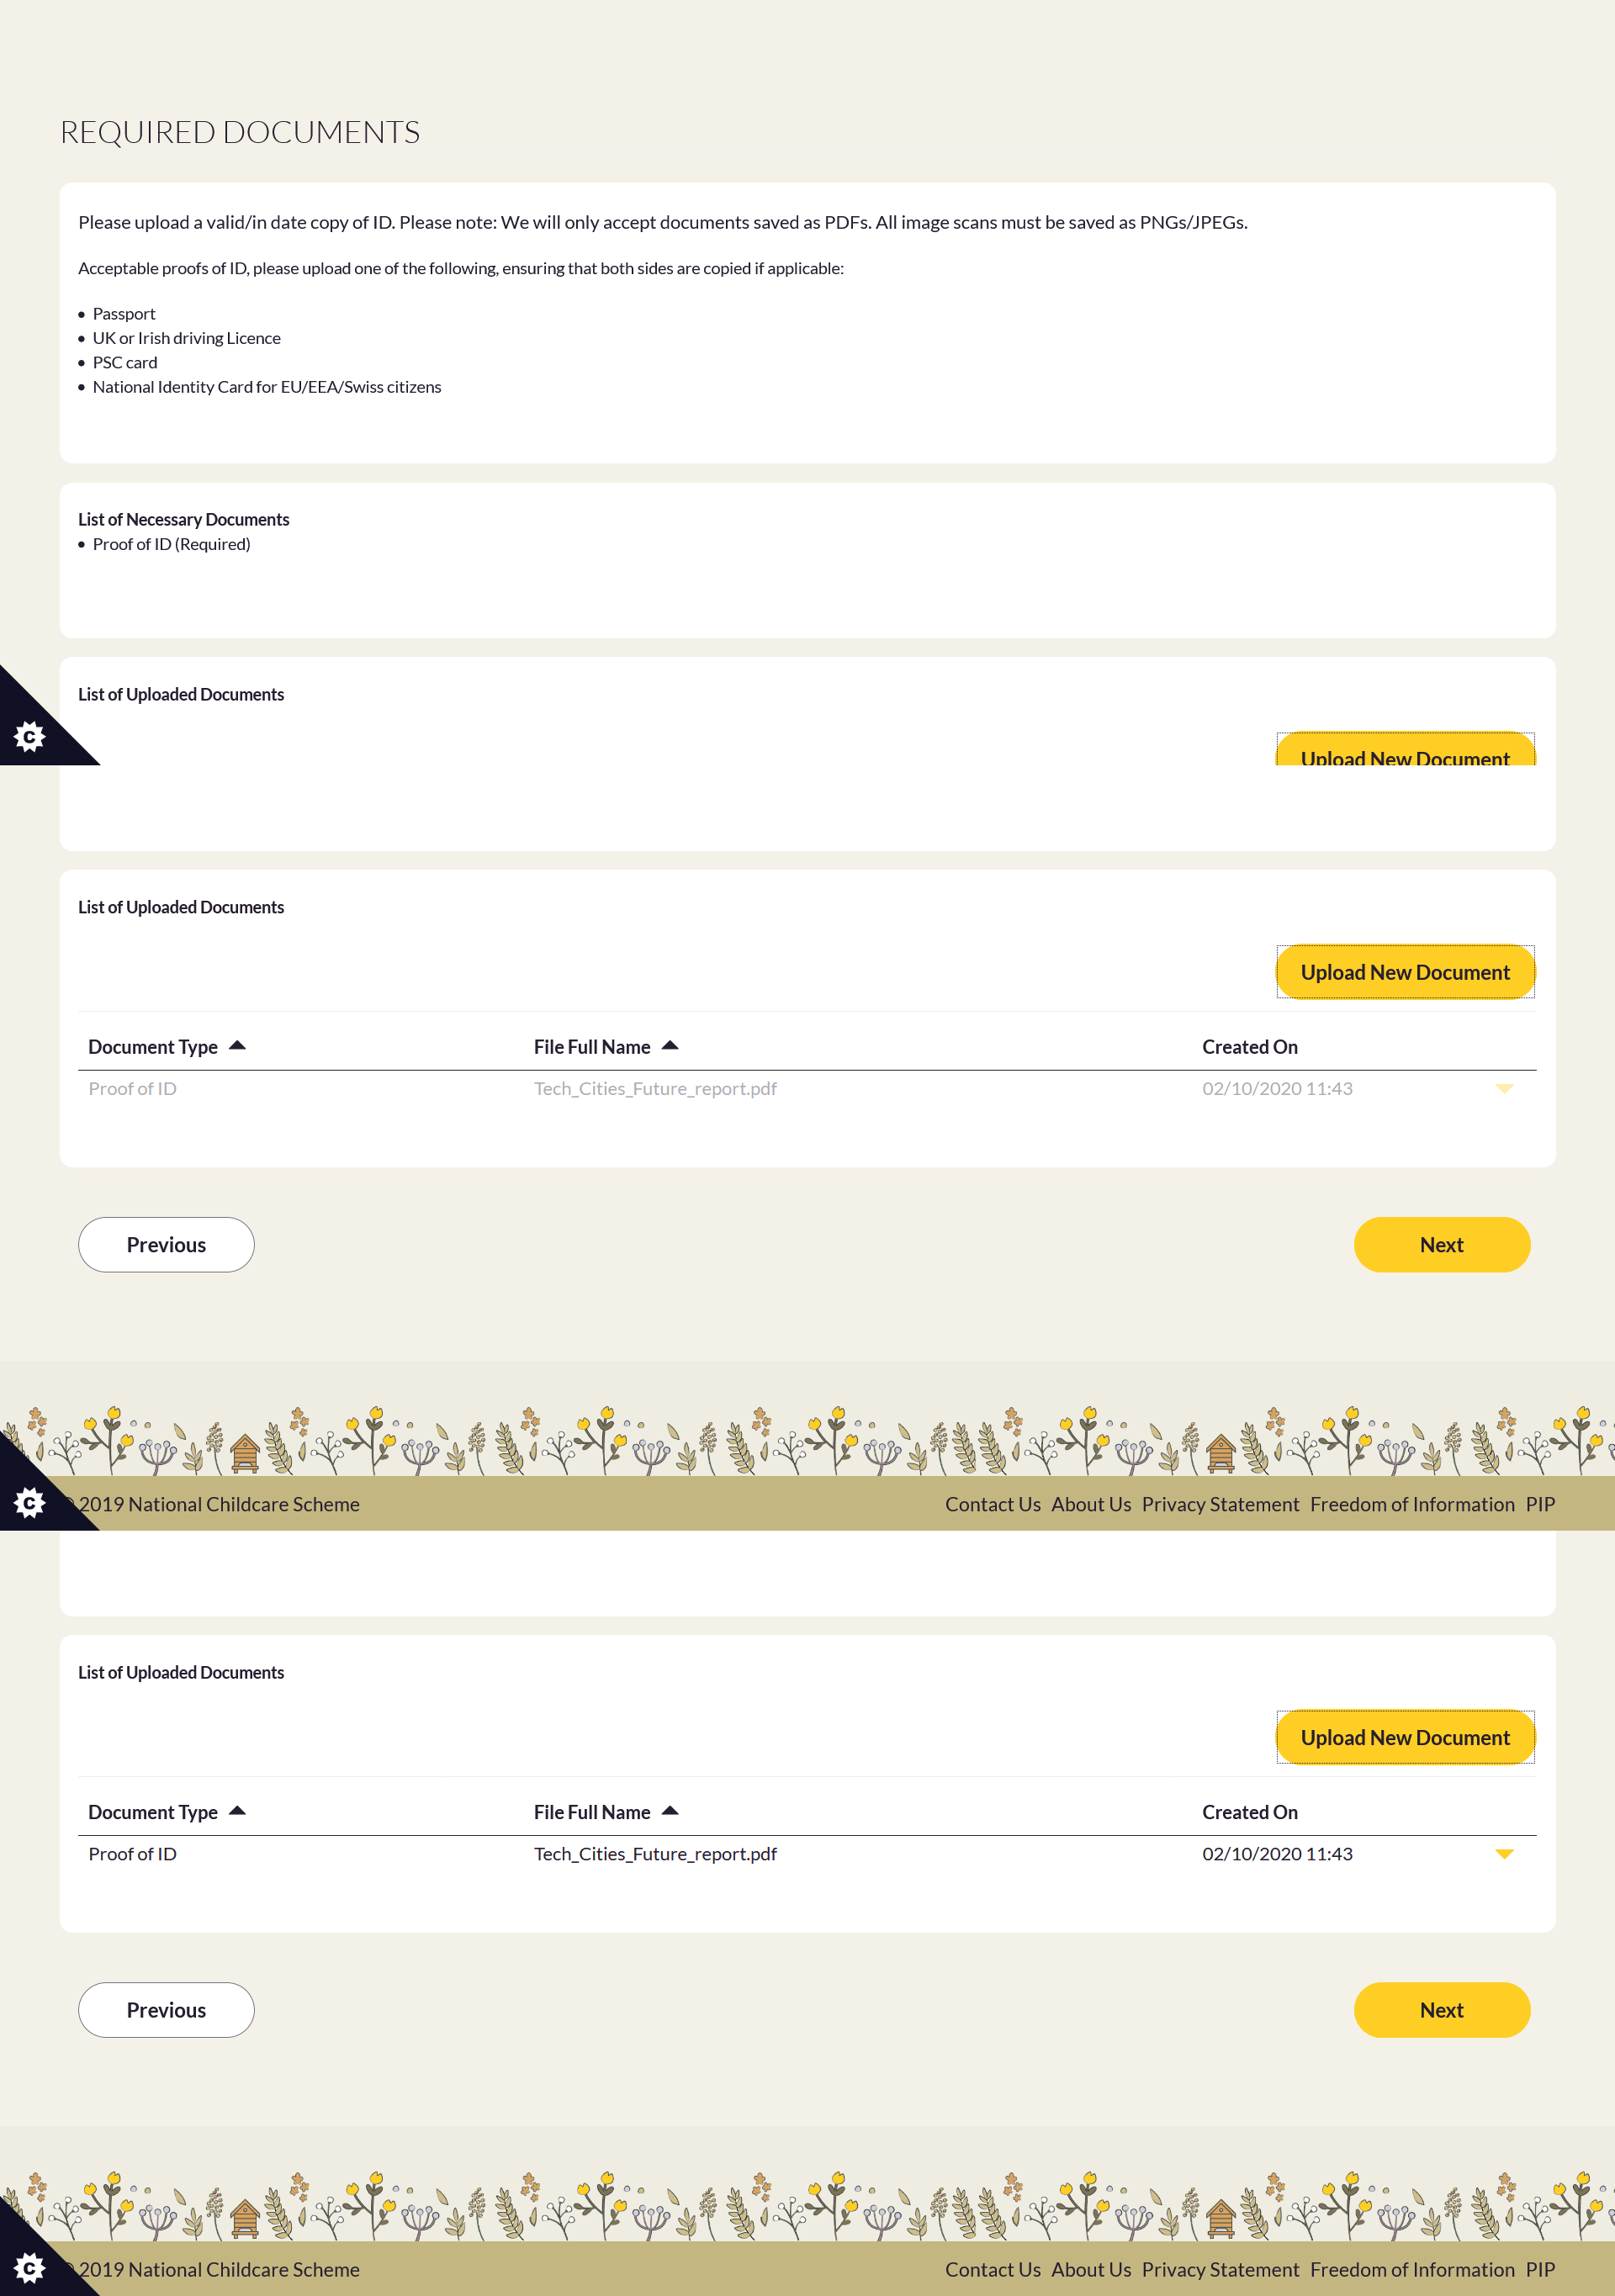 REQUIRED DOCUMENTS
Please upload a valid/in date copy of ID. Please note: We will only accept documents saved as PDFs. All image scans must be saved as PNGs/JPEGs.
Acceptable proofs of ID, please upload one of the following, ensuring that both sides are copied if applicable:
• Passport
• UK or Irish driving Licence
• PSC card
• National Identity Card for EU/EEA/Swiss citizens
List of Necessary Documents
• Proof of ID (Required)
List of Uploaded Documents
C
Upload New Document
List of Uploaded Documents
Upload New Document
Document Type File Full Name Created On
Proof of ID Tech_Cities_Future_report.pdf 02/10/2020 11:43
Previous Next
C
© 2019 National Childcare Scheme Contact Us About Us Privacy Statement Freedom of Information PIP
List of Uploaded Documents
Upload New Document
Document Type File Full Name Created On
Proof of ID Tech_Cities_Future_report.pdf 02/10/2020 11:43
Previous Next
C
© 2019 National Childcare Scheme Contact Us About Us Privacy Statement Freedom of Information PIP